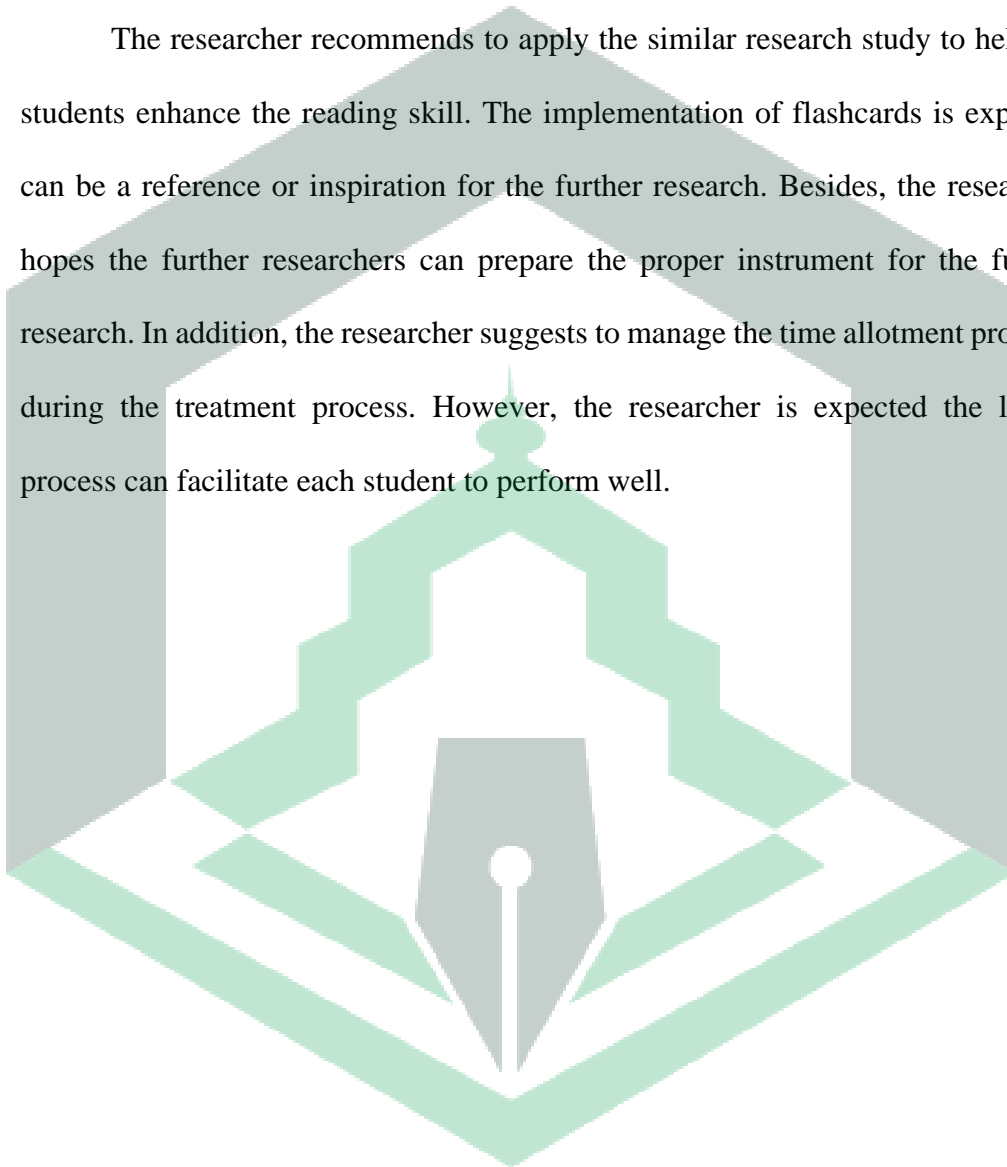 The researcher recommends to apply the similar research study to hel
students enhance the reading skill. The implementation of flashcards is exp
can be a reference or inspiration for the further research. Besides, the resea
hopes the further researchers can prepare the proper instrument for the fu
research. In addition, the researcher suggests to manage the time allotment pro
during the treatment process. However, the researcher is expected the l
process can facilitate each student to perform well.